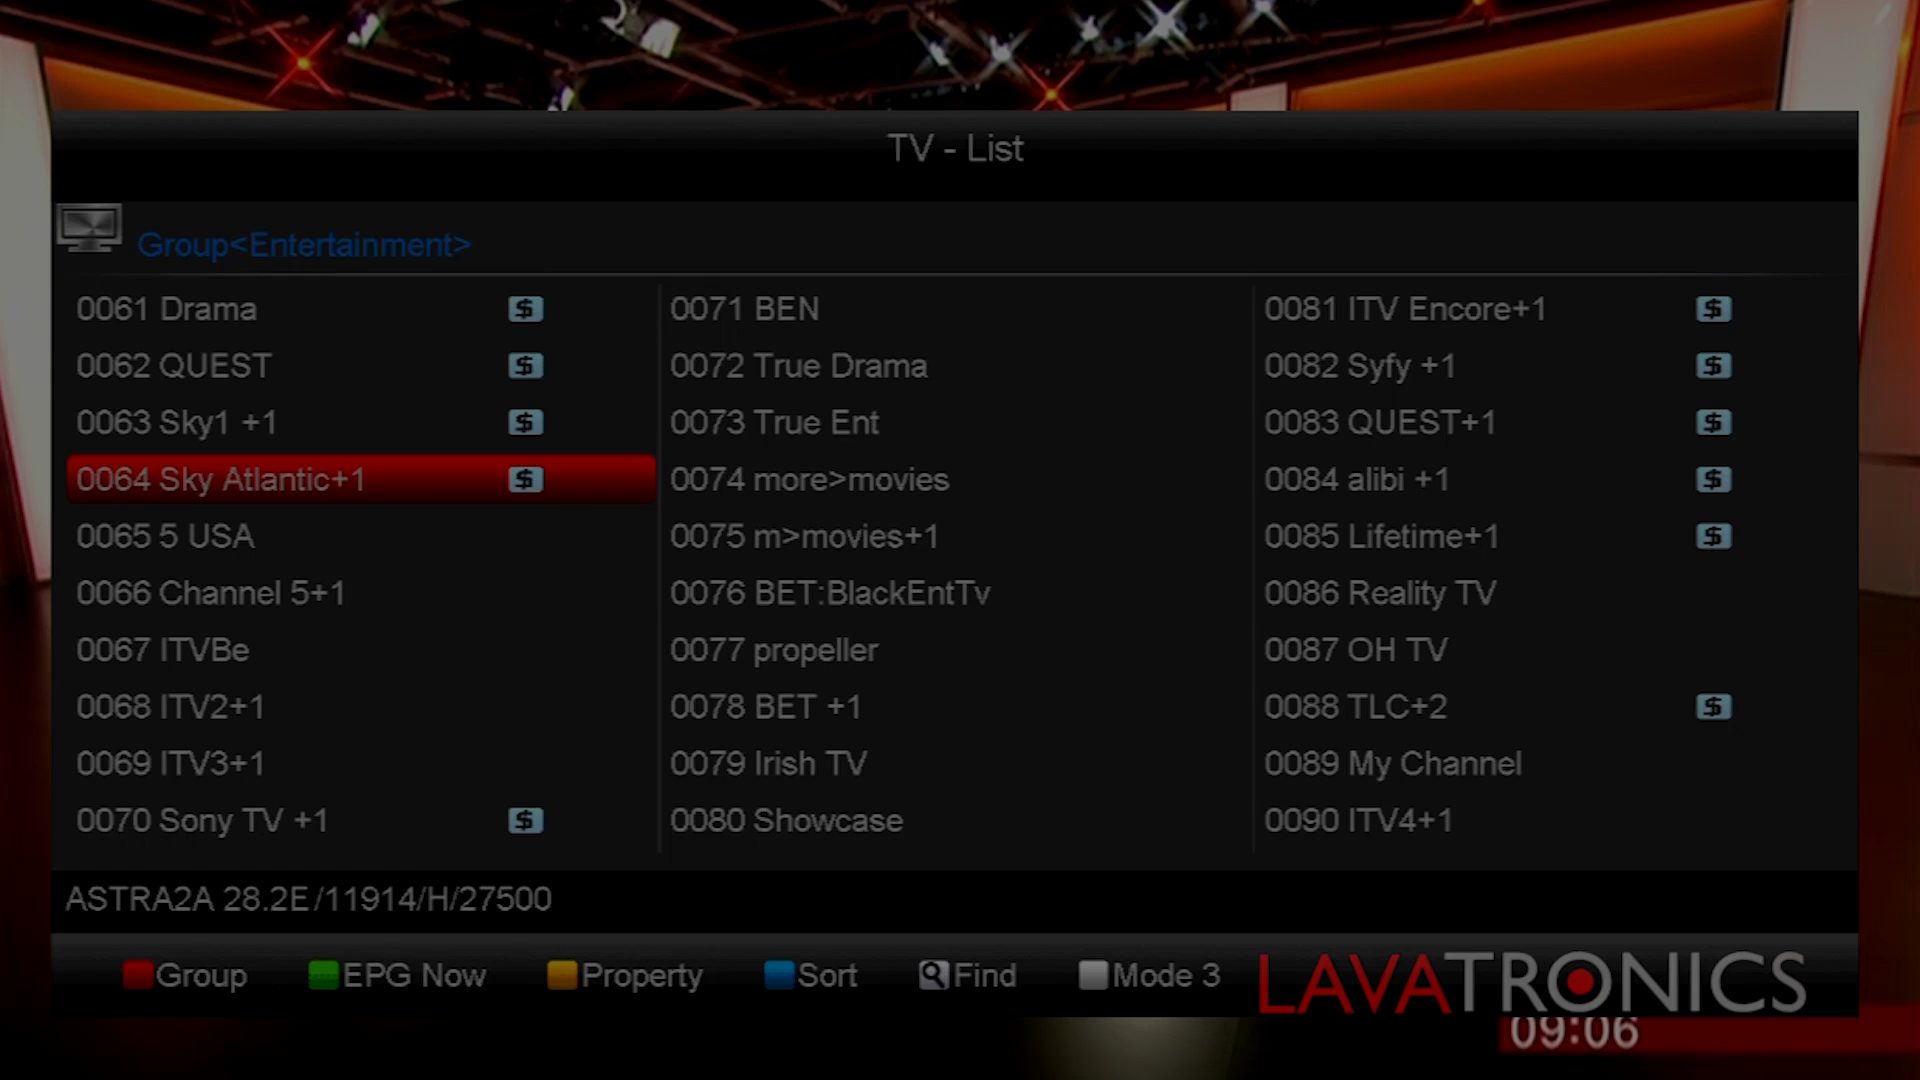 TV - List
Group<Entertainment>
0061 Drama $
0062 QUEST $
0063 Sky1 +1 $
0064 Sky Atlantic+1 $
0065 5 USA
0066 Channel 5+1
0067 ITVBe
0068 ITV2+1
0069 ITV3+1
0070 Sony TV +1 $
0071 BEN
0072 True Drama
0073 True Ent
0074 more>movies
0075 m>movies+1
0076 BET:BlackEntTv
0077 propeller
0078 BET +1
0079 Irish TV
0080 Showcase
0081 ITV Encore+1 $
0082 Syfy +1 $
0083 QUEST+1 $
0084 alibi +1 $
0085 Lifetime+1 $
0086 Reality TV
0087 OH TV
0088 TLC+2 $
0089 My Channel
0090 ITV4+1
ASTRA2A 28.2E /11914/H/27500
Group EPG Now Property Sort Find Mode 3
LAVATRONICS
09:06